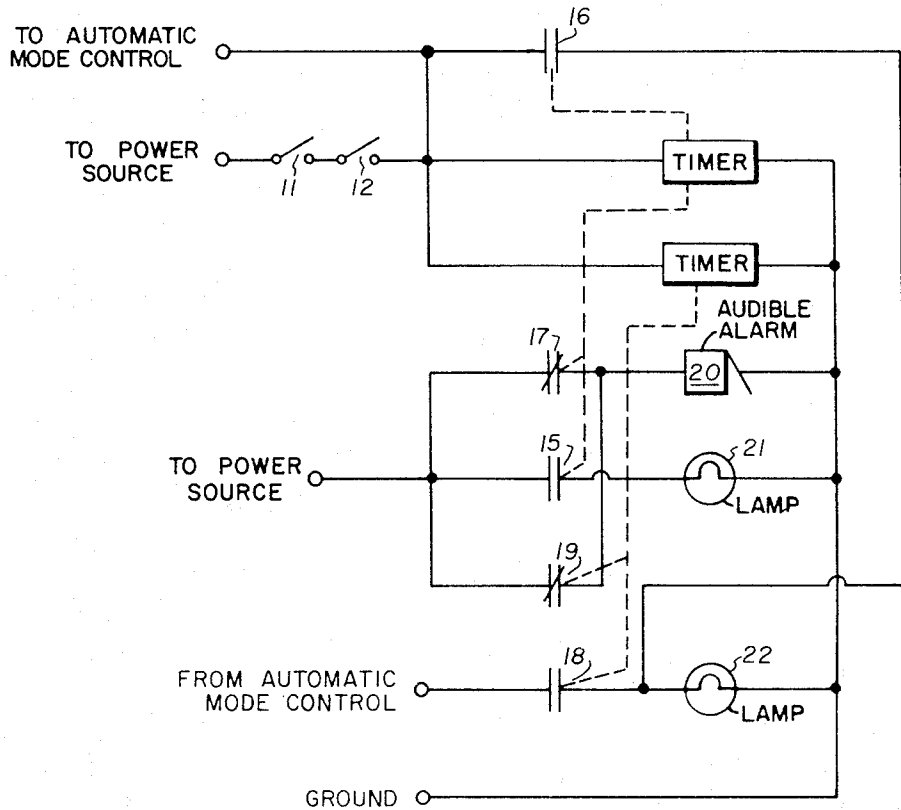 16
TO AUTOMATIC
MODE CONTROL
TO POWER
SOURCE
11
12
TIMER
TIMER
AUDIBLE
ALARM
17
20
15
21
TO POWER
SOURCE
LAMP
19
18
22
FROM AUTOMATIC
MODE CONTROL
LAMP
GROUND